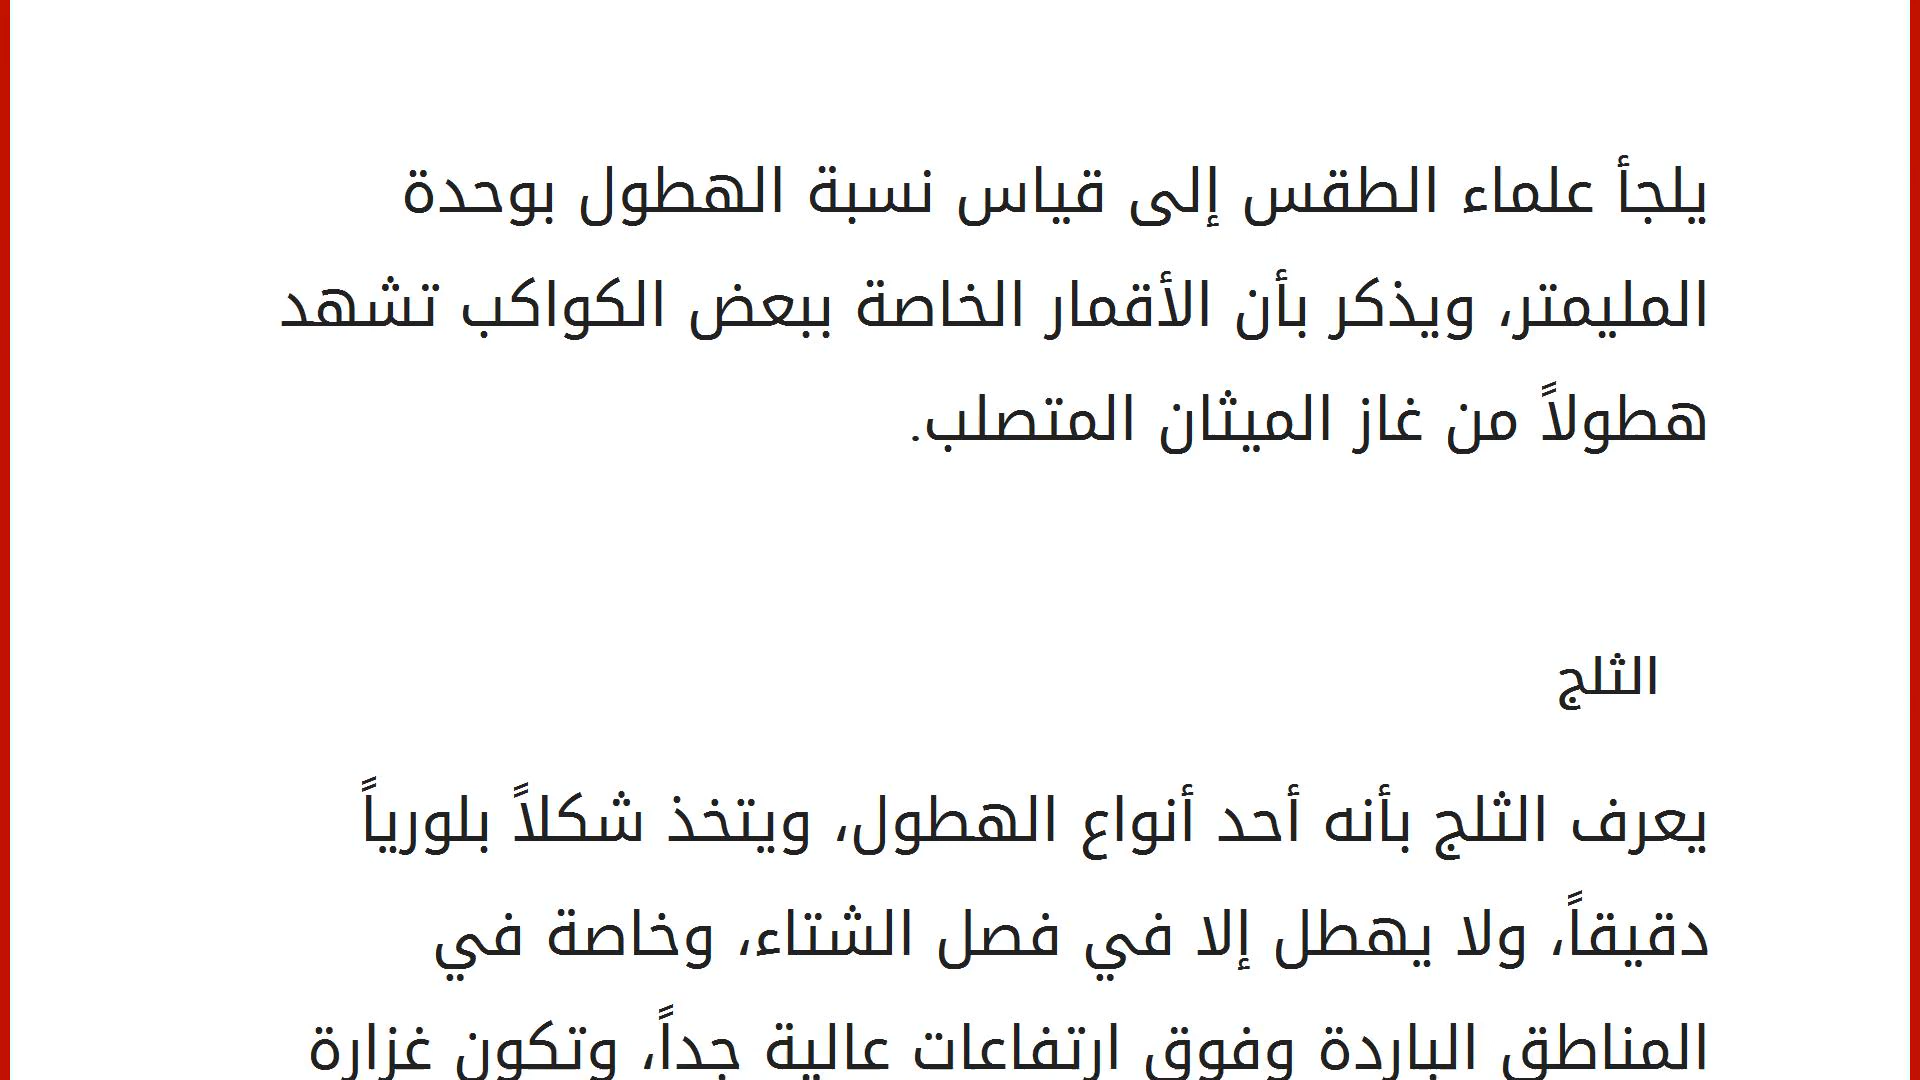 يلجأ علماء الطقس إلى قياس نسبة الهطول بوحدة
المليمتر، ويذكر بأن الأقمار الخاصة ببعض الكواكب تشهد
هطولاً من غاز الميثان المتصلب.
الثلج
يعرف الثلج بأنه أحد أنواع الهطول، ويتخذ شكلاً بلورياً
دقيقاً، ولا يهطل إلا في فصل الشتاء، وخاصة في
المناطق الباردة وفوق ارتفاعات عالية جداً، وتكون غزارة